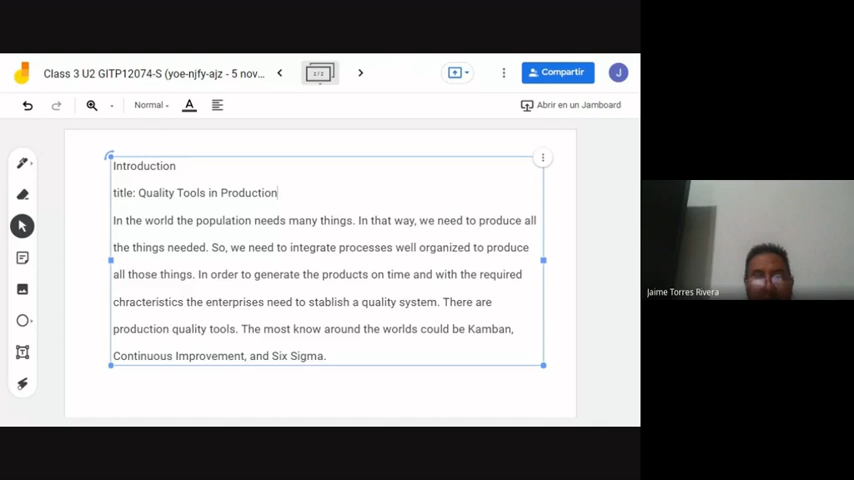 Class 3 U2 GITP12074-S (yoe-njfy-ajz - 5 nov...
1/2
Compartir
J
Normal
A
Abrir en un Jamboard
Introduction
title: Quality Tools in Production
In the world the population needs many things. In that way, we need to produce all
the things needed. So, we need to integrate processes well organized to produce
all those things. In order to generate the products on time and with the required
chracteristics the enterprises need to stablish a quality system. There are
production quality tools. The most know around the worlds could be Kamban,
Continuous Improvement, and Six Sigma.
Jaime Torres Rivera